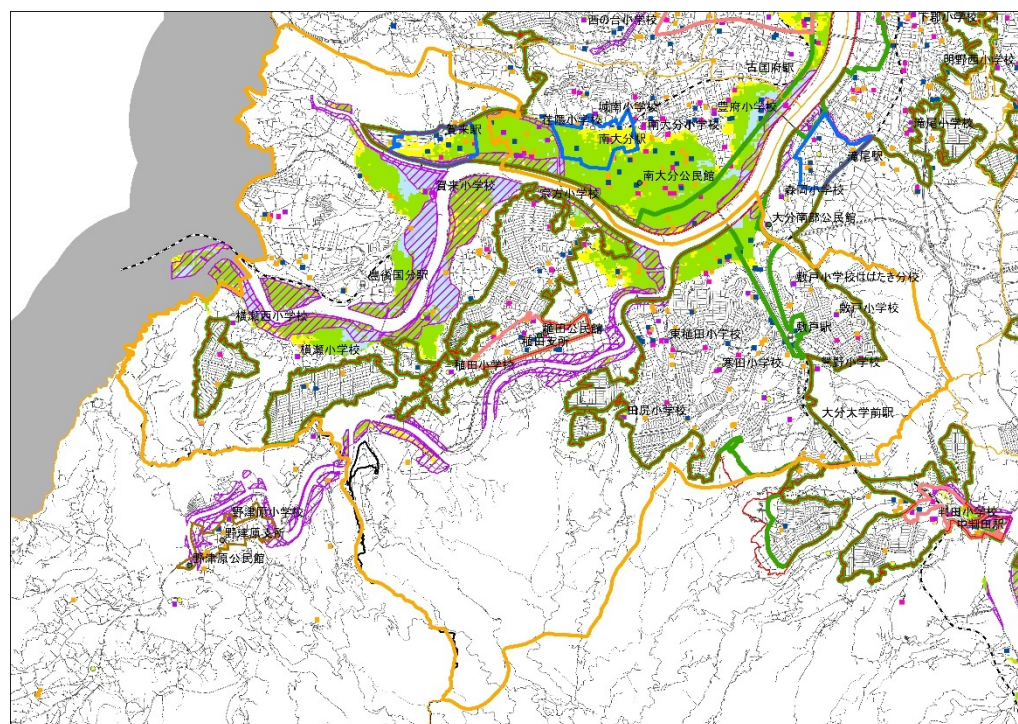 西の台小学校
下郡小学校
古国府駅
明野西小学校
城南小学校
豊府小学校
荏隈小学校
南大分小学校
滝尾小学校
賀来駅
南大分駅
滝尾駅
南大分公民館
賀来小学校
宗方小学校
森岡小学校
大分南部公民館
豊後国分駅
敷戸小学校はばたき分校
敷戸小学校
横瀬西小学校
稙田公民館
敷戸駅
稙田支所
東稙田小学校
横瀬小学校
稙田小学校
寒田小学校
鴛野小学校
田尻小学校
大分大学前駅
野津原小学校
判田小学校
中判田駅
野津原支所
野津原公民館